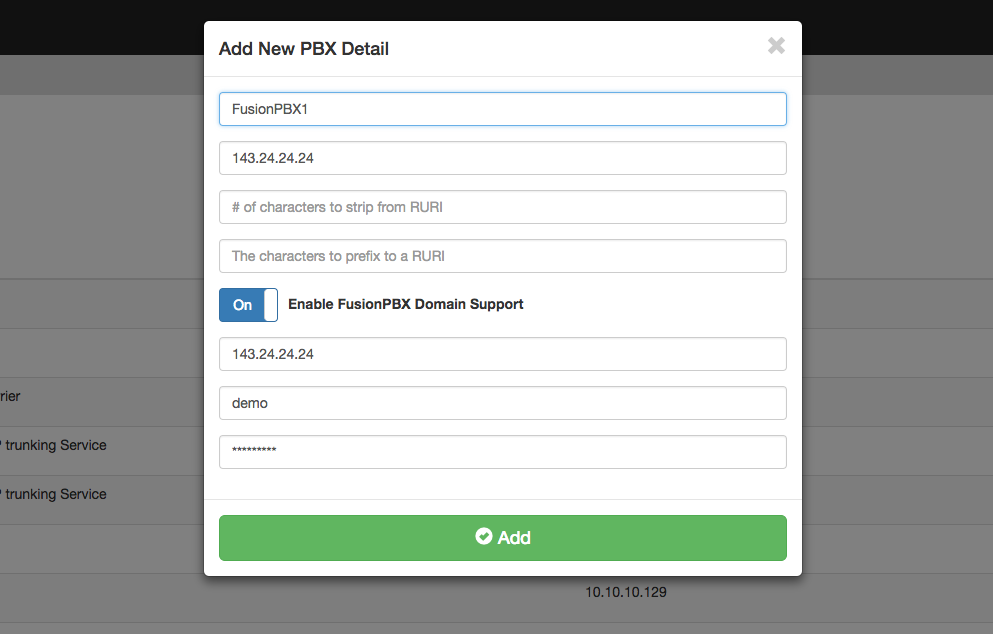 Add New PBX Detail
FusionPBX1
143.24.24.24
# of characters to strip from RURI
The characters to prefix to a RURI
On Enable FusionPBX Domain Support
143.24.24.24
demo
*********
Add
rier
trunking Service
trunking Service
10.10.10.129